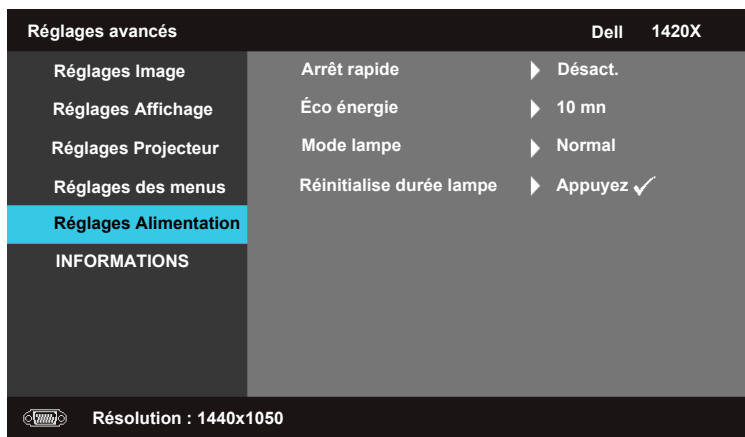 Réglages avancés Dell 1420X
Réglages Image
Réglages Affichage
Réglages Projecteur
Réglages des menus
Réglages Alimentation
INFORMATIONS
Arrêt rapide Désact.
Éco énergie 10 mn
Mode lampe Normal
Réinitialise durée lampe Appuyez ✓
Résolution : 1440x1050